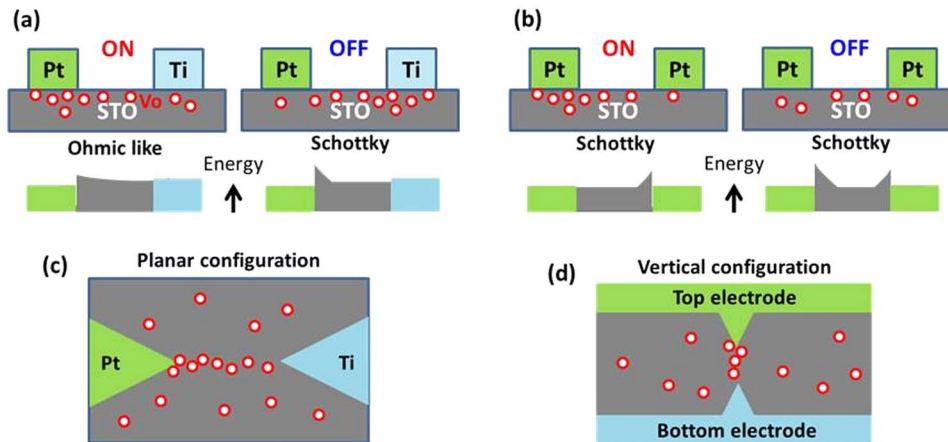 (a)
ON
OFF
Pt
Ti
Pt
Ti
Vo
STO
STO
Ohmic like
Schottky
Energy
(b)
ON
OFF
Pt
Pt
Pt
Pt
STO
STO
Schottky
Schottky
Energy
(c)
Planar configuration
Pt
Ti
(d)
Vertical configuration
Top electrode
Bottom electrode